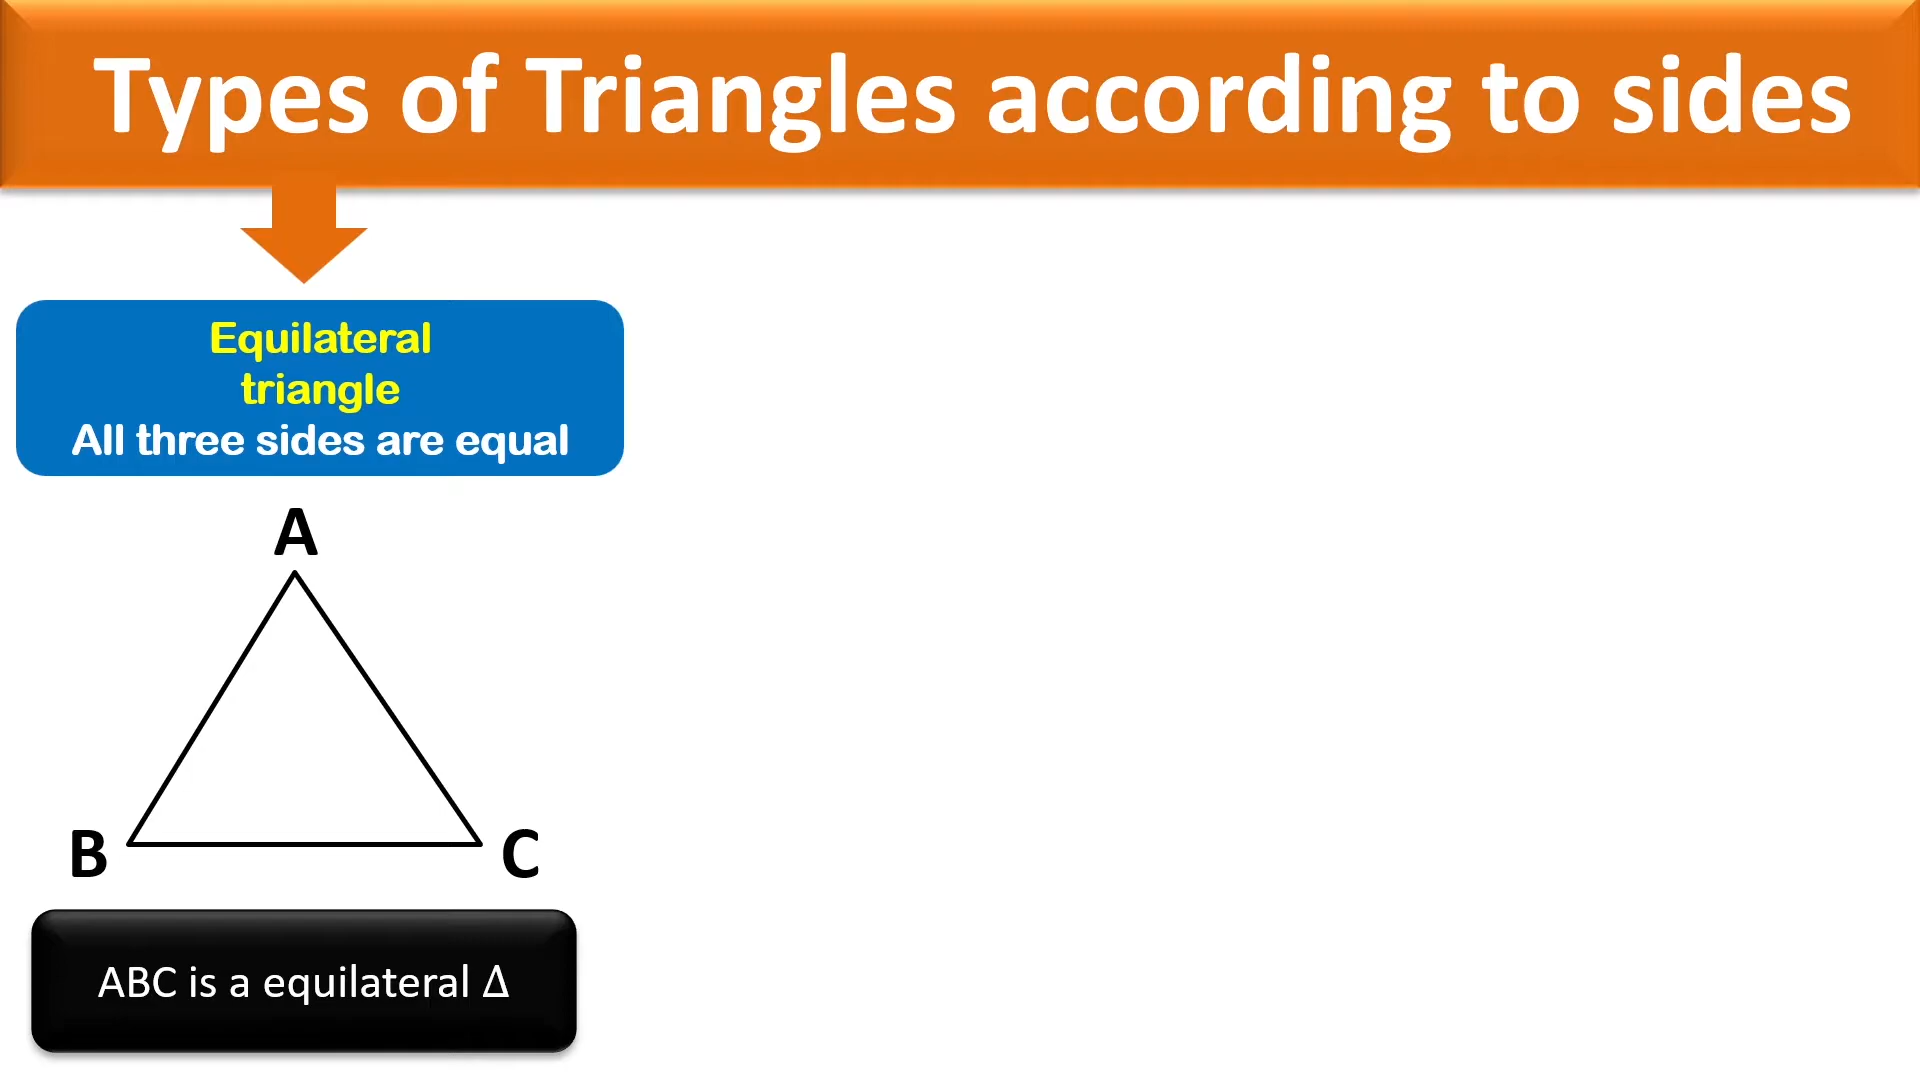 Types of Triangles according to sides
Equilateral
triangle
All three sides are equal
A
B
C
ABC is a equilateral Δ